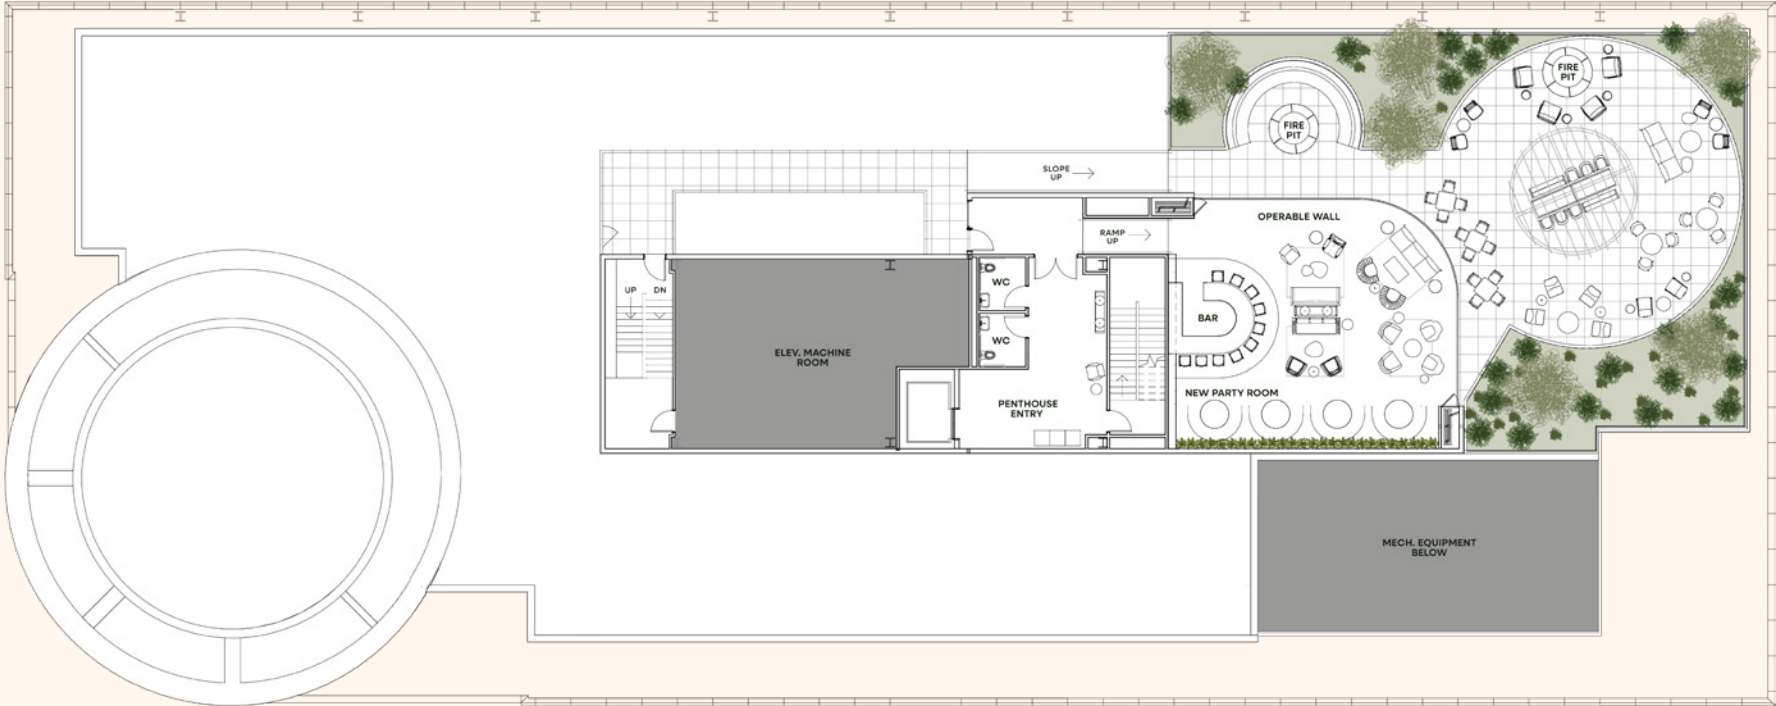 FIRE
PIT
FIRE
PIT
SLOPE
UP
OPERABLE WALL
RAMP
UP
WC
UP
DN
BAR
WC
ELEV. MACHINE
ROOM
NEW PARTY ROOM
PENTHOUSE
ENTRY
MECH. EQUIPMENT
BELOW